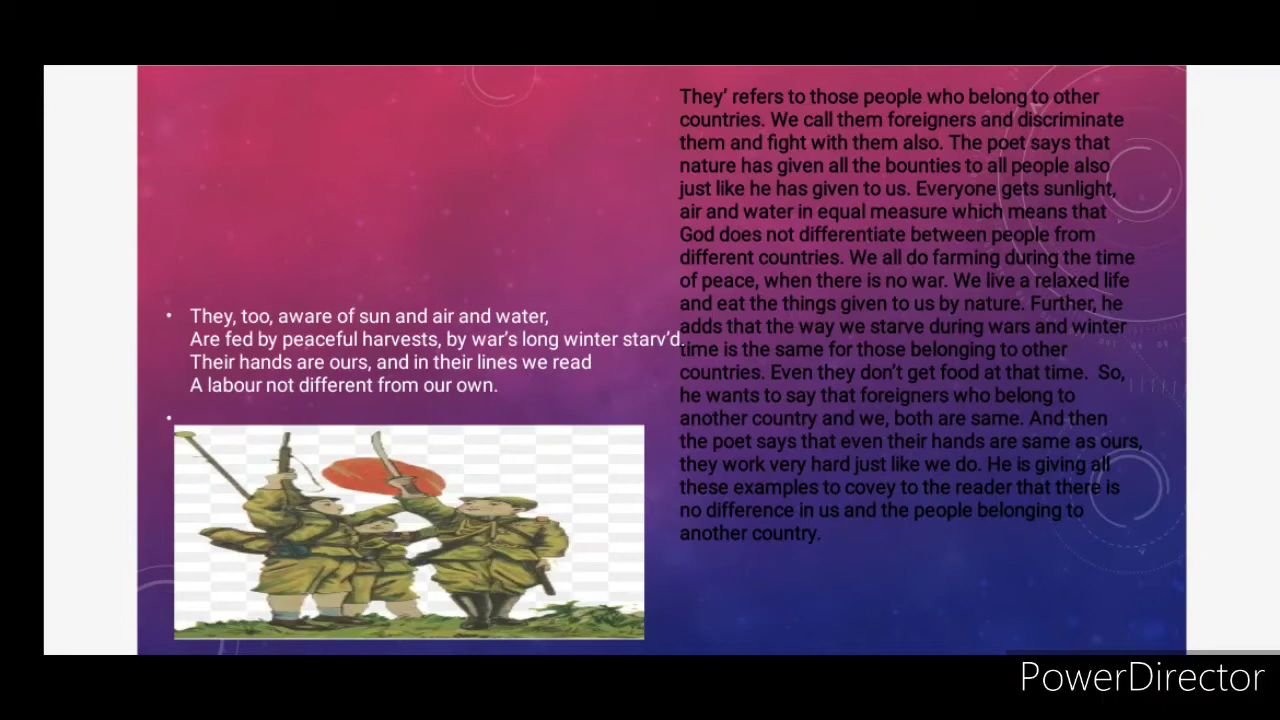 They, too, aware of sun and air and water,
Are fed by peaceful harvests, by war's long winter starv'd.
Their hands are ours, and in their lines we read
A labour not different from our own.
They' refers to those people who belong to other
countries. We call them foreigners and discriminate
them and fight with them also. The poet says that
nature has given all the bounties to all people also
just like he has given to us. Everyone gets sunlight,
air and water in equal measure which means that
God does not differentiate between people from
different countries. We all do farming during the time
of peace, when there is no war. We live a relaxed life
and eat the things given to us by nature. Further, he
adds that the way we starve during wars and winter
time is the same for those belonging to other
countries. Even they don't get food at that time.  So,
he wants to say that foreigners who belong to
another country and we, both are same. And then
the poet says that even their hands are same as ours,
they work very hard just like we do. He is giving all
these examples to covey to the reader that there is
no difference in us and the people belonging to
another country.
PowerDirector